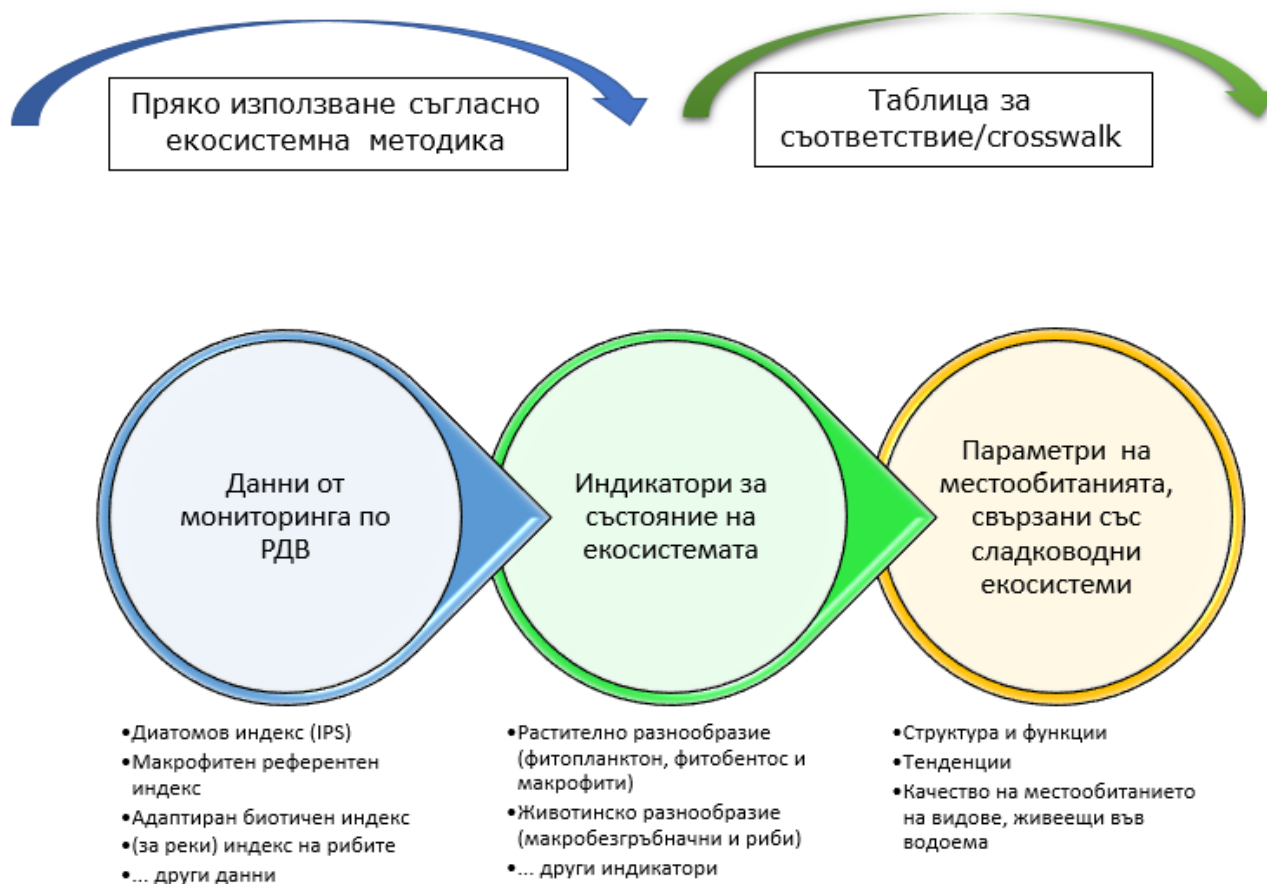 Пряко използване съгласно
екосистемна методика
Таблица за
съответствие/crosswalk
Данни от
мониторинга по
РДВ
Индикатори за
състояние на
екосистемата
Параметри на
местообитанията,
свързани със
сладководни
екосистеми
•Диатомов индекс (IPS)
•Макрофитен референтен
индекс
•Адаптиран биотичен индекс
•(за реки) индекс на рибите
•... други данни
•Растително разнообразие
(фитопланктон, фитобентос и
макрофити)
•Животинско разнообразие
(макробезгръбначни и риби)
•... други индикатори
•Структура и функции
•Тенденции
•Качество на местообитанието
на видове, живеещи във
водоема